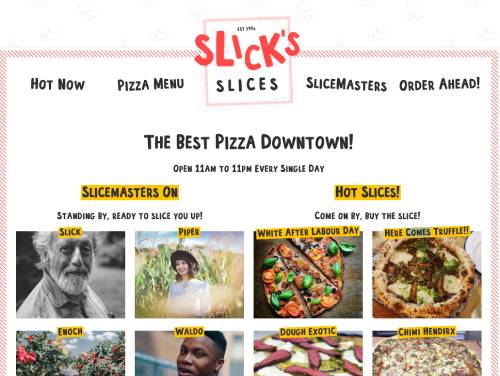 EST 1994
SLICK'S
SLICES
HOT NOW
PIZZA MENU
SLICEMASTERS
ORDER AHEAD!
THE BEST PIZZA DOWNTOWN!
OPEN 11AM TO 11PM EVERY SINGLE DAY
SLICEMASTERS ON
STANDING BY, READY TO SLICE YOU UP!
SLICK
PIPER
ENOCH
WALDO
HOT SLICES!
COME ON BY, BUY THE SLICE!
WHITE AFTER LABOUR DAY
HERE COMES TRUFFLE!!
DOUGH EXOTIC
CHIMI HENDIRX